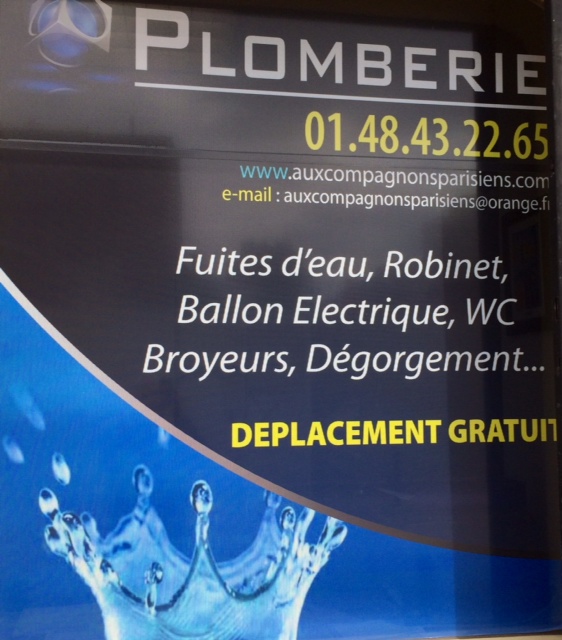 PLOMBERIE
01.48.43.22.65
www.auxcompagnonsparisiens.com
e-mail : auxcompagnonsparisiens@orange.fr
Fuites d'eau, Robinet,
Ballon Electrique, WC
Broyeurs, Dégorgement...
DEPLACEMENT GRATUIT